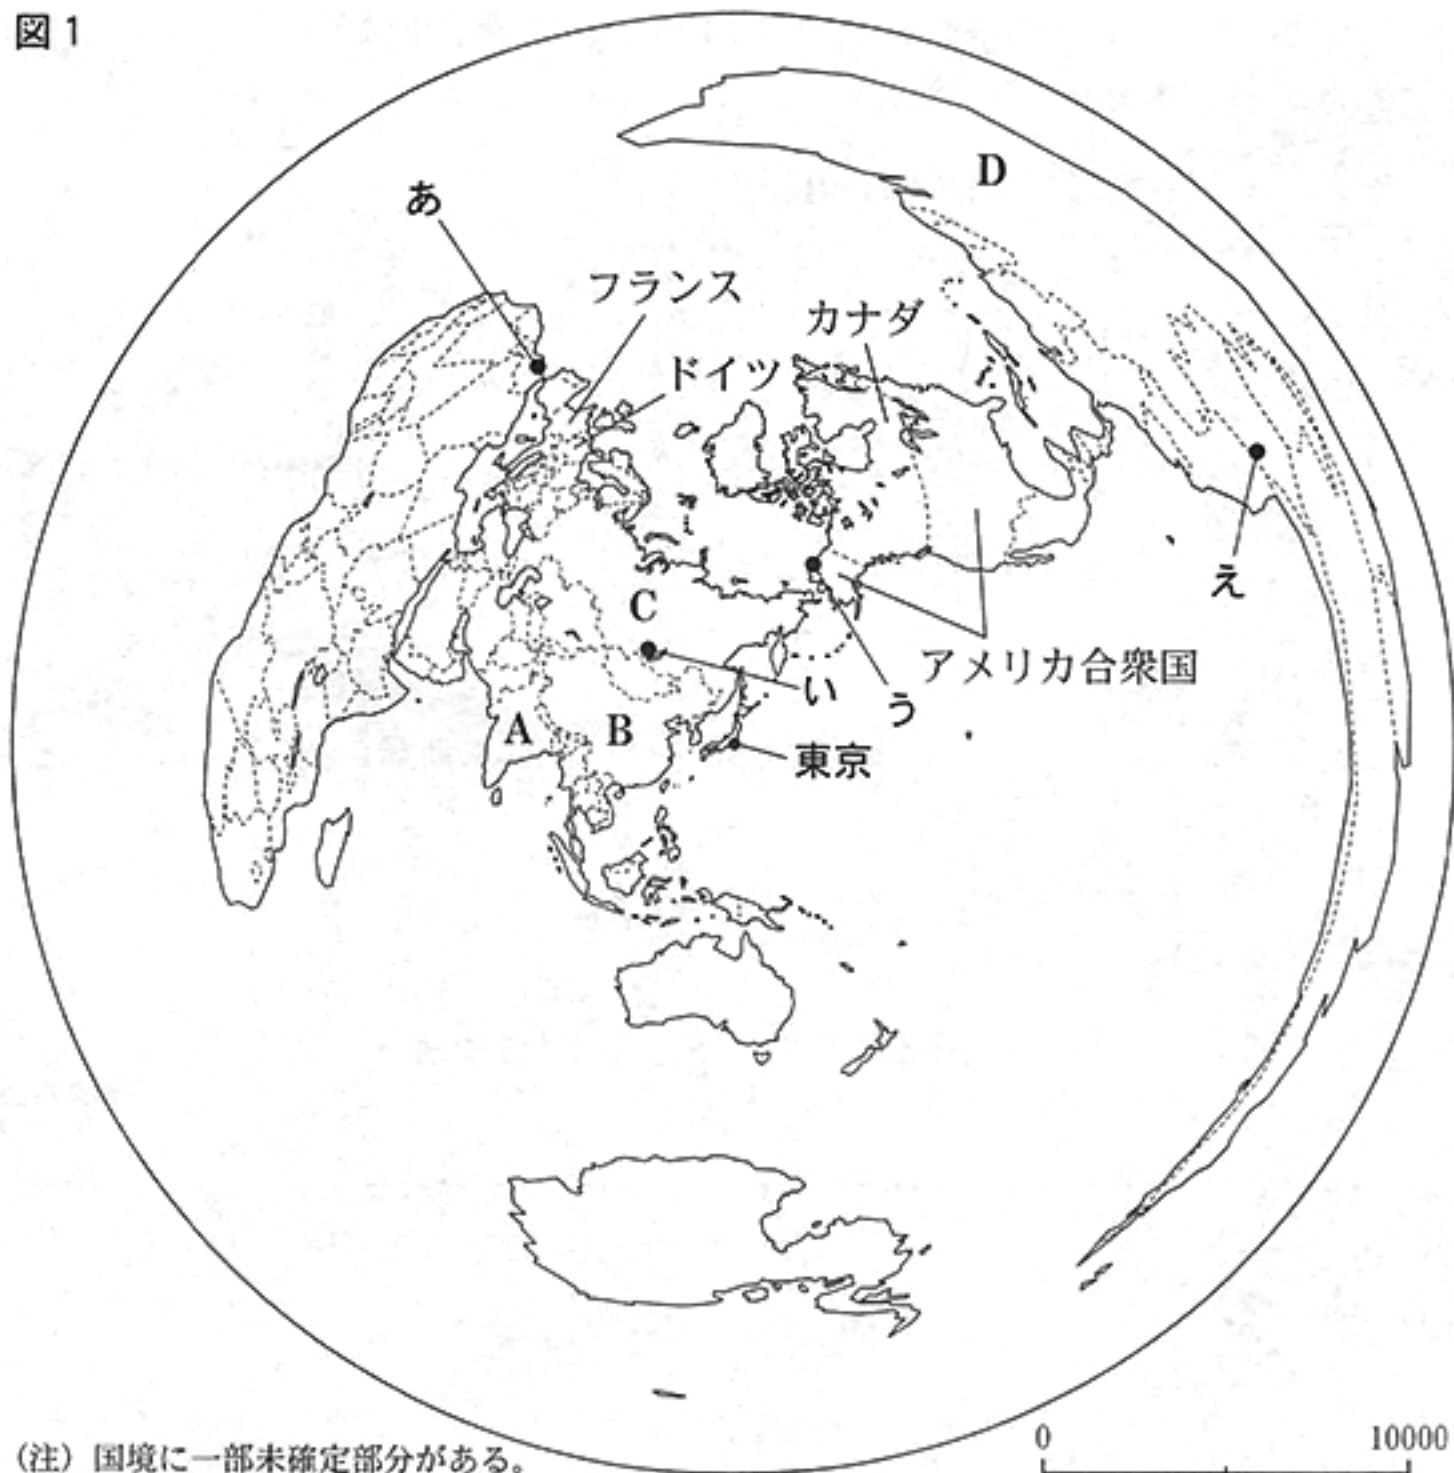 図1
D
あ
フランス
カナダ
ドイツ
え
C
アメリカ合衆国
い
う
A
B
東京
0 10000
(注) 国境に一部未確定部分がある。